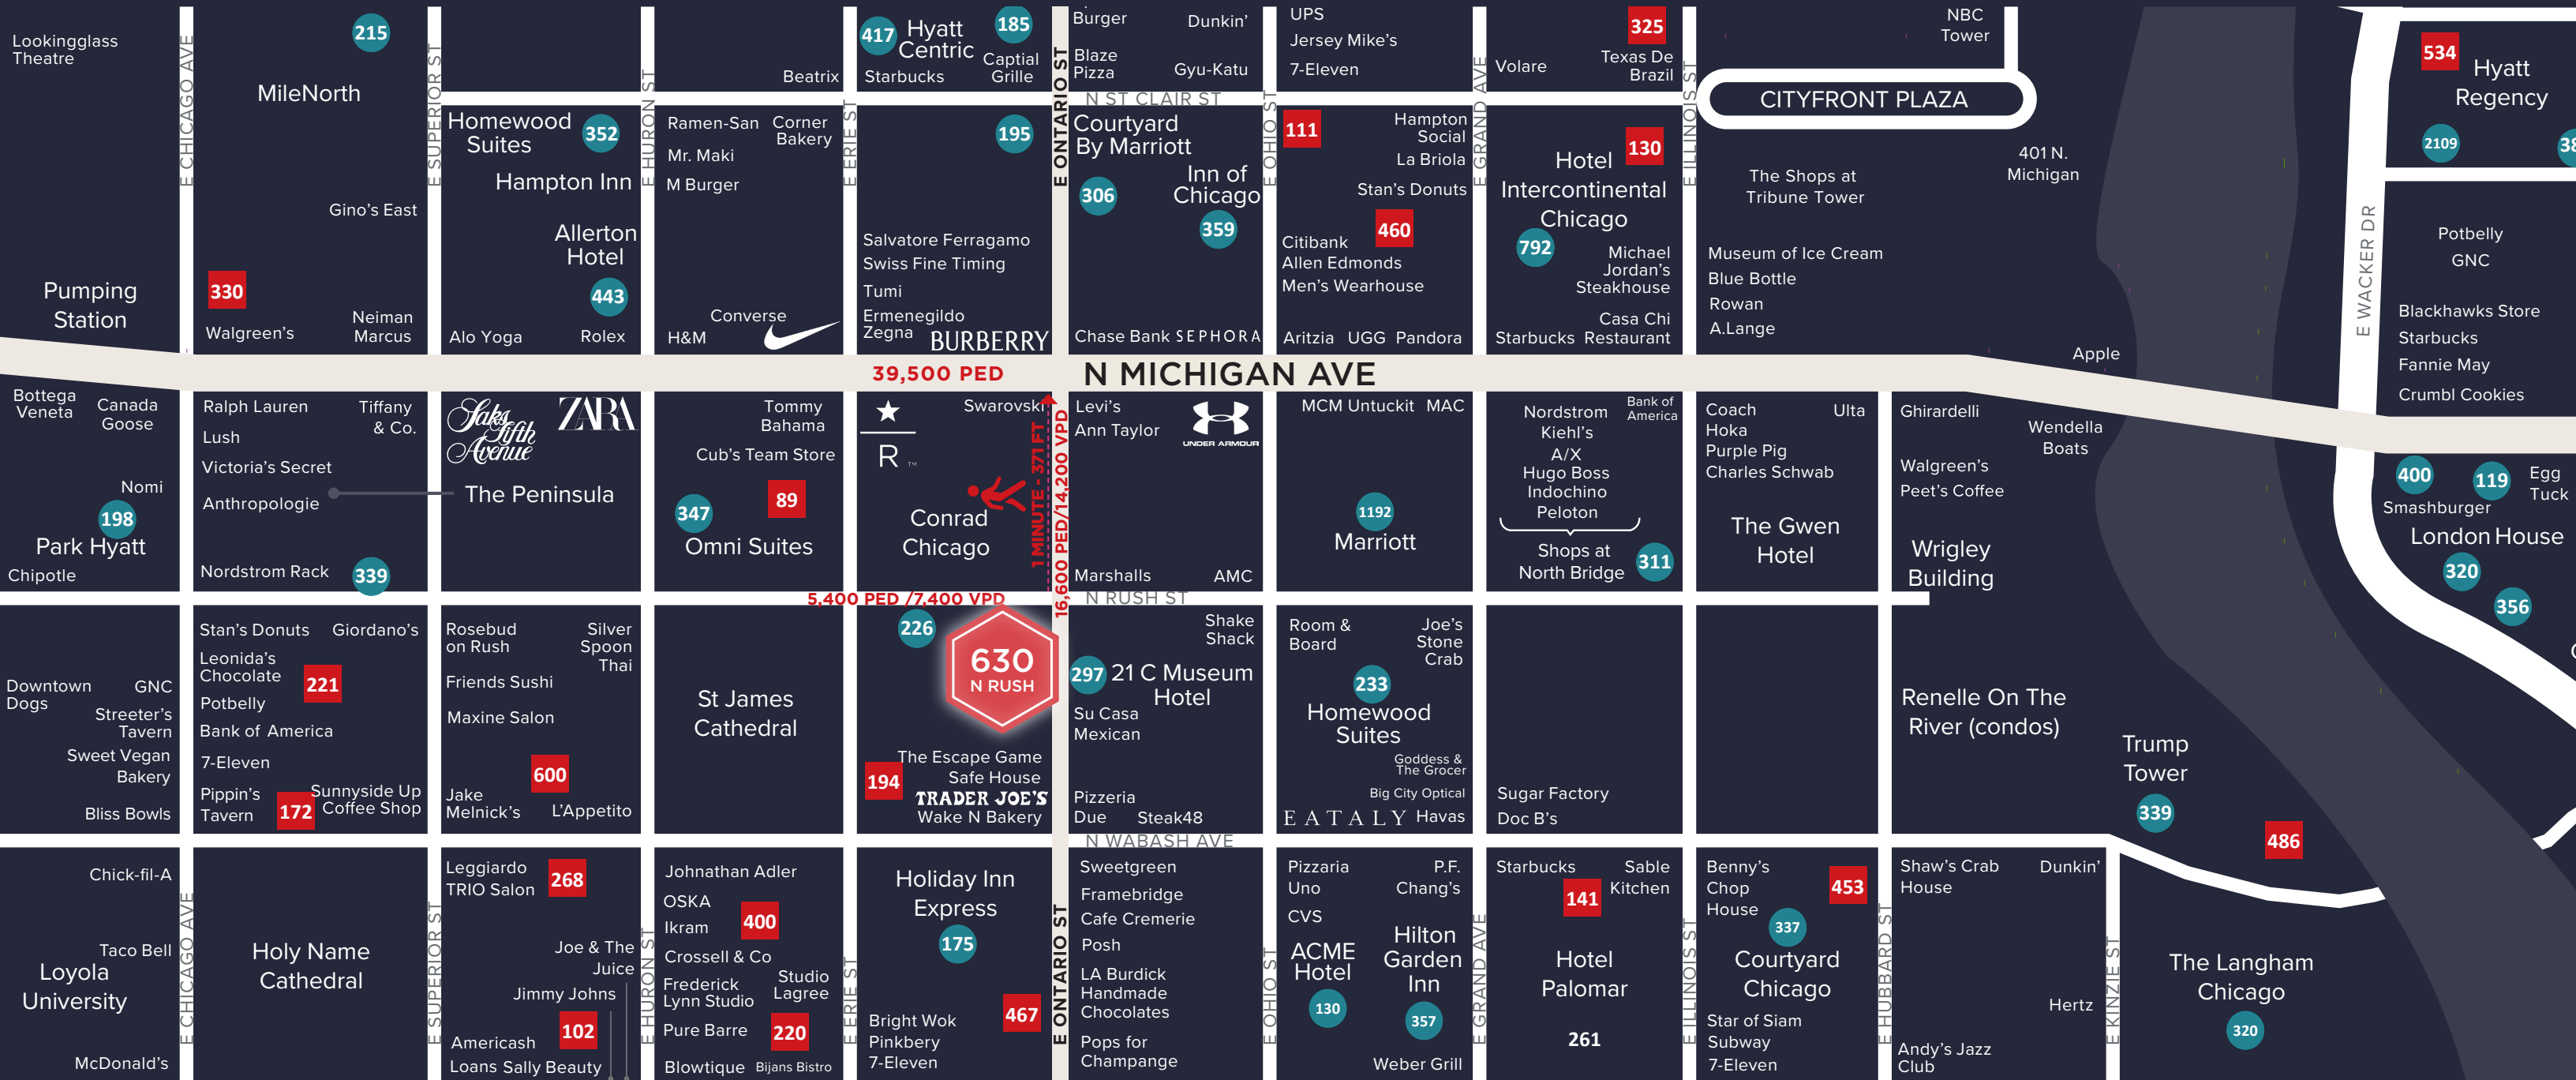 Lookingglass
Theatre
Pumping
Station
E CHICAGO AVE
215
MileNorth
Gino's East
330
Walgreen's
Neiman
Marcus
E SUPERIOR ST
Homewood
Suites
352
Hampton Inn
Allerton
Hotel
443
Alo Yoga
Rolex
E HURON ST
Beatrix
Ramen-San
Corner
Bakery
Mr. Maki
M Burger
Converse
H&M
E ERIE ST
417
Hyatt
Centric
185
Captial
Grille
Starbucks
195
Salvatore Ferragamo
Swiss Fine Timing
Tumi
Ermenegildo
Zegna
BURBERRY
E ONTARIO ST
Burger
Dunkin'
Blaze
Pizza
Gyu-Katu
N ST CLAIR ST
Courtyard
By Marriott
306
Inn of
Chicago
359
Chase Bank
SEPHORA
E OHIO ST
UPS
Jersey Mike's
7-Eleven
111
Hampton
Social
La Briola
Stan's Donuts
460
Citibank
Allen Edmonds
Men's Wearhouse
Aritzia
UGG
Pandora
E GRAND AVE
325
Texas De
Brazil
Volare
130
Hotel
Intercontinental
Chicago
792
Michael
Jordan's
Steakhouse
Casa Chi
Restaurant
Starbucks
E ILLINOIS ST
NBC
Tower
CITYFRONT PLAZA
401 N.
Michigan
The Shops at
Tribune Tower
Museum of Ice Cream
Blue Bottle
Rowan
A.Lange
Apple
E WACKER DR
534
Hyatt
Regency
2109
38
Potbelly
GNC
Blackhawks Store
Starbucks
Fannie May
Crumbl Cookies
39,500 PED
N MICHIGAN AVE
Bottega
Veneta
Canada
Goose
Nomi
198
Park Hyatt
Chipotle
Ralph Lauren
Tiffany
& Co.
Lush
Victoria's Secret
Anthropologie
Nordstrom Rack
339
Saks
Fifth
Avenue
ZARA
The Peninsula
Tommy
Bahama
Cub's Team Store
347
89
Omni Suites
R
TM
Swarovski
Conrad
Chicago
1 MINUTE - 371 FT
16,600 PED/14,200 VPD
Levi's
Ann Taylor
UNDER ARMOUR
Marshalls
AMC
MCM
Untuckit
MAC
1192
Marriott
Nordstrom
Kiehl's
A/X
Hugo Boss
Indochino
Peloton
Bank of
America
Shops at
North Bridge
311
Coach
Ulta
Hoka
Purple Pig
Charles Schwab
The Gwen
Hotel
Ghirardelli
Walgreen's
Peet's Coffee
Wendella
Boats
Wrigley
Building
400
119
Egg
Tuck
Smashburger
London House
320
356
5,400 PED /7,400 VPD
N RUSH ST
Downtown
Dogs
GNC
Streeter's
Tavern
Sweet Vegan
Bakery
Bliss Bowls
Stan's Donuts
Giordano's
Leonida's
Chocolate
221
Potbelly
Bank of America
7-Eleven
Pippin's
Tavern
172
Sunnyside Up
Coffee Shop
Rosebud
on Rush
Silver
Spoon
Thai
Friends Sushi
Maxine Salon
600
Jake
Melnick's
L'Appetito
St James
Cathedral
226
630
N RUSH
The Escape Game
194
Safe House
TRADER JOE'S
Wake N Bakery
Shake
Shack
297
21 C Museum
Hotel
Su Casa
Mexican
Pizzeria
Due
Steak48
Room &
Board
Joe's
Stone
Crab
233
Homewood
Suites
Goddess &
The Grocer
Big City Optical
EATALY
Havas
Sugar Factory
Doc B's
Renelle On The
River (condos)
Trump
Tower
339
486
N WABASH AVE
Chick-fil-A
Taco Bell
Loyola
University
McDonald's
E CHICAGO AVE
Holy Name
Cathedral
E SUPERIOR ST
Leggiardo
TRIO Salon
268
Joe & The
Juice
Jimmy Johns
102
Americash
Loans
Sally Beauty
E HURON ST
Johnathan Adler
OSKA
Ikram
400
Crossell & Co
Frederick
Lynn Studio
Studio
Lagree
Pure Barre
220
Blowtique
Bijans Bistro
E ERIE ST
Holiday Inn
Express
175
467
Bright Wok
Pinkbery
7-Eleven
E ONTARIO ST
Sweetgreen
Framebridge
Cafe Cremerie
Posh
LA Burdick
Handmade
Chocolates
Pops for
Champange
E OHIO ST
Pizzaria
Uno
P.F.
Chang's
CVS
ACME
Hotel
130
Hilton
Garden
Inn
357
Weber Grill
E GRAND AVE
Starbucks
Sable
Kitchen
141
Hotel
Palomar
261
E ILLINOIS ST
Benny's
Chop
House
453
337
Courtyard
Chicago
Star of Siam
Subway
7-Eleven
E HUBBARD ST
Shaw's Crab
House
Dunkin'
Hertz
Andy's Jazz
Club
E KINZIE ST
The Langham
Chicago
320